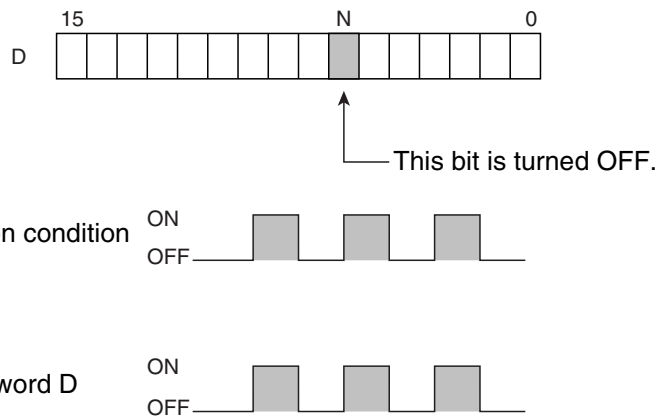 15 N 0
D
This bit is turned OFF.
ON
n condition
OFF
ON
word D
OFF